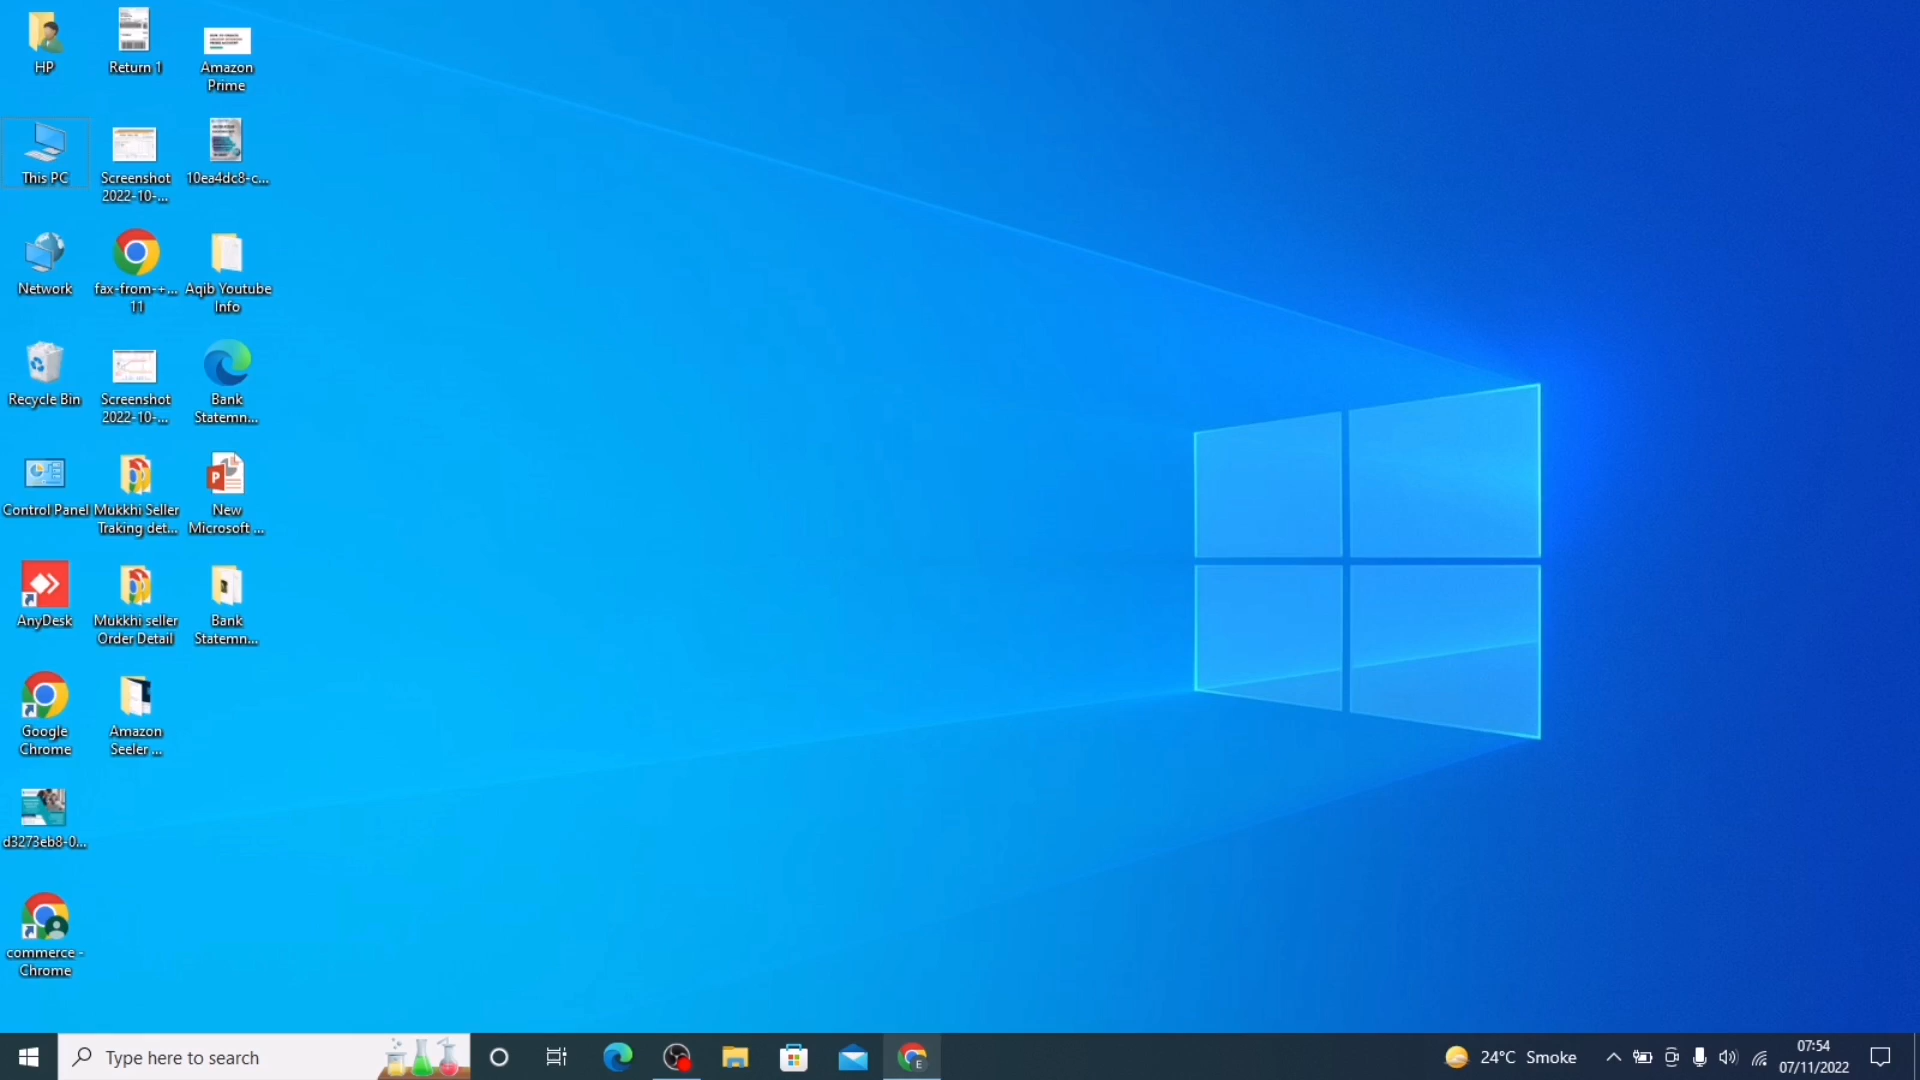 HP
Return 1
Amazon
Prime
This PC
Screenshot
2022-10-...
10ea4dc8-c...
Network
fax-from-+...
11
Aqib Youtube
Info
Recycle Bin
Screenshot
2022-10-...
Bank
Statemn...
Control Panel
Mukkhi Seller
Traking det...
New
Microsoft ...
AnyDesk
Mukkhi seller
Order Detail
Bank
Statemn...
Google
Chrome
Amazon
Seeler ...
d3273eb8-0...
commerce -
Chrome
Type here to search
E
24°C Smoke
07:54
07/11/2022